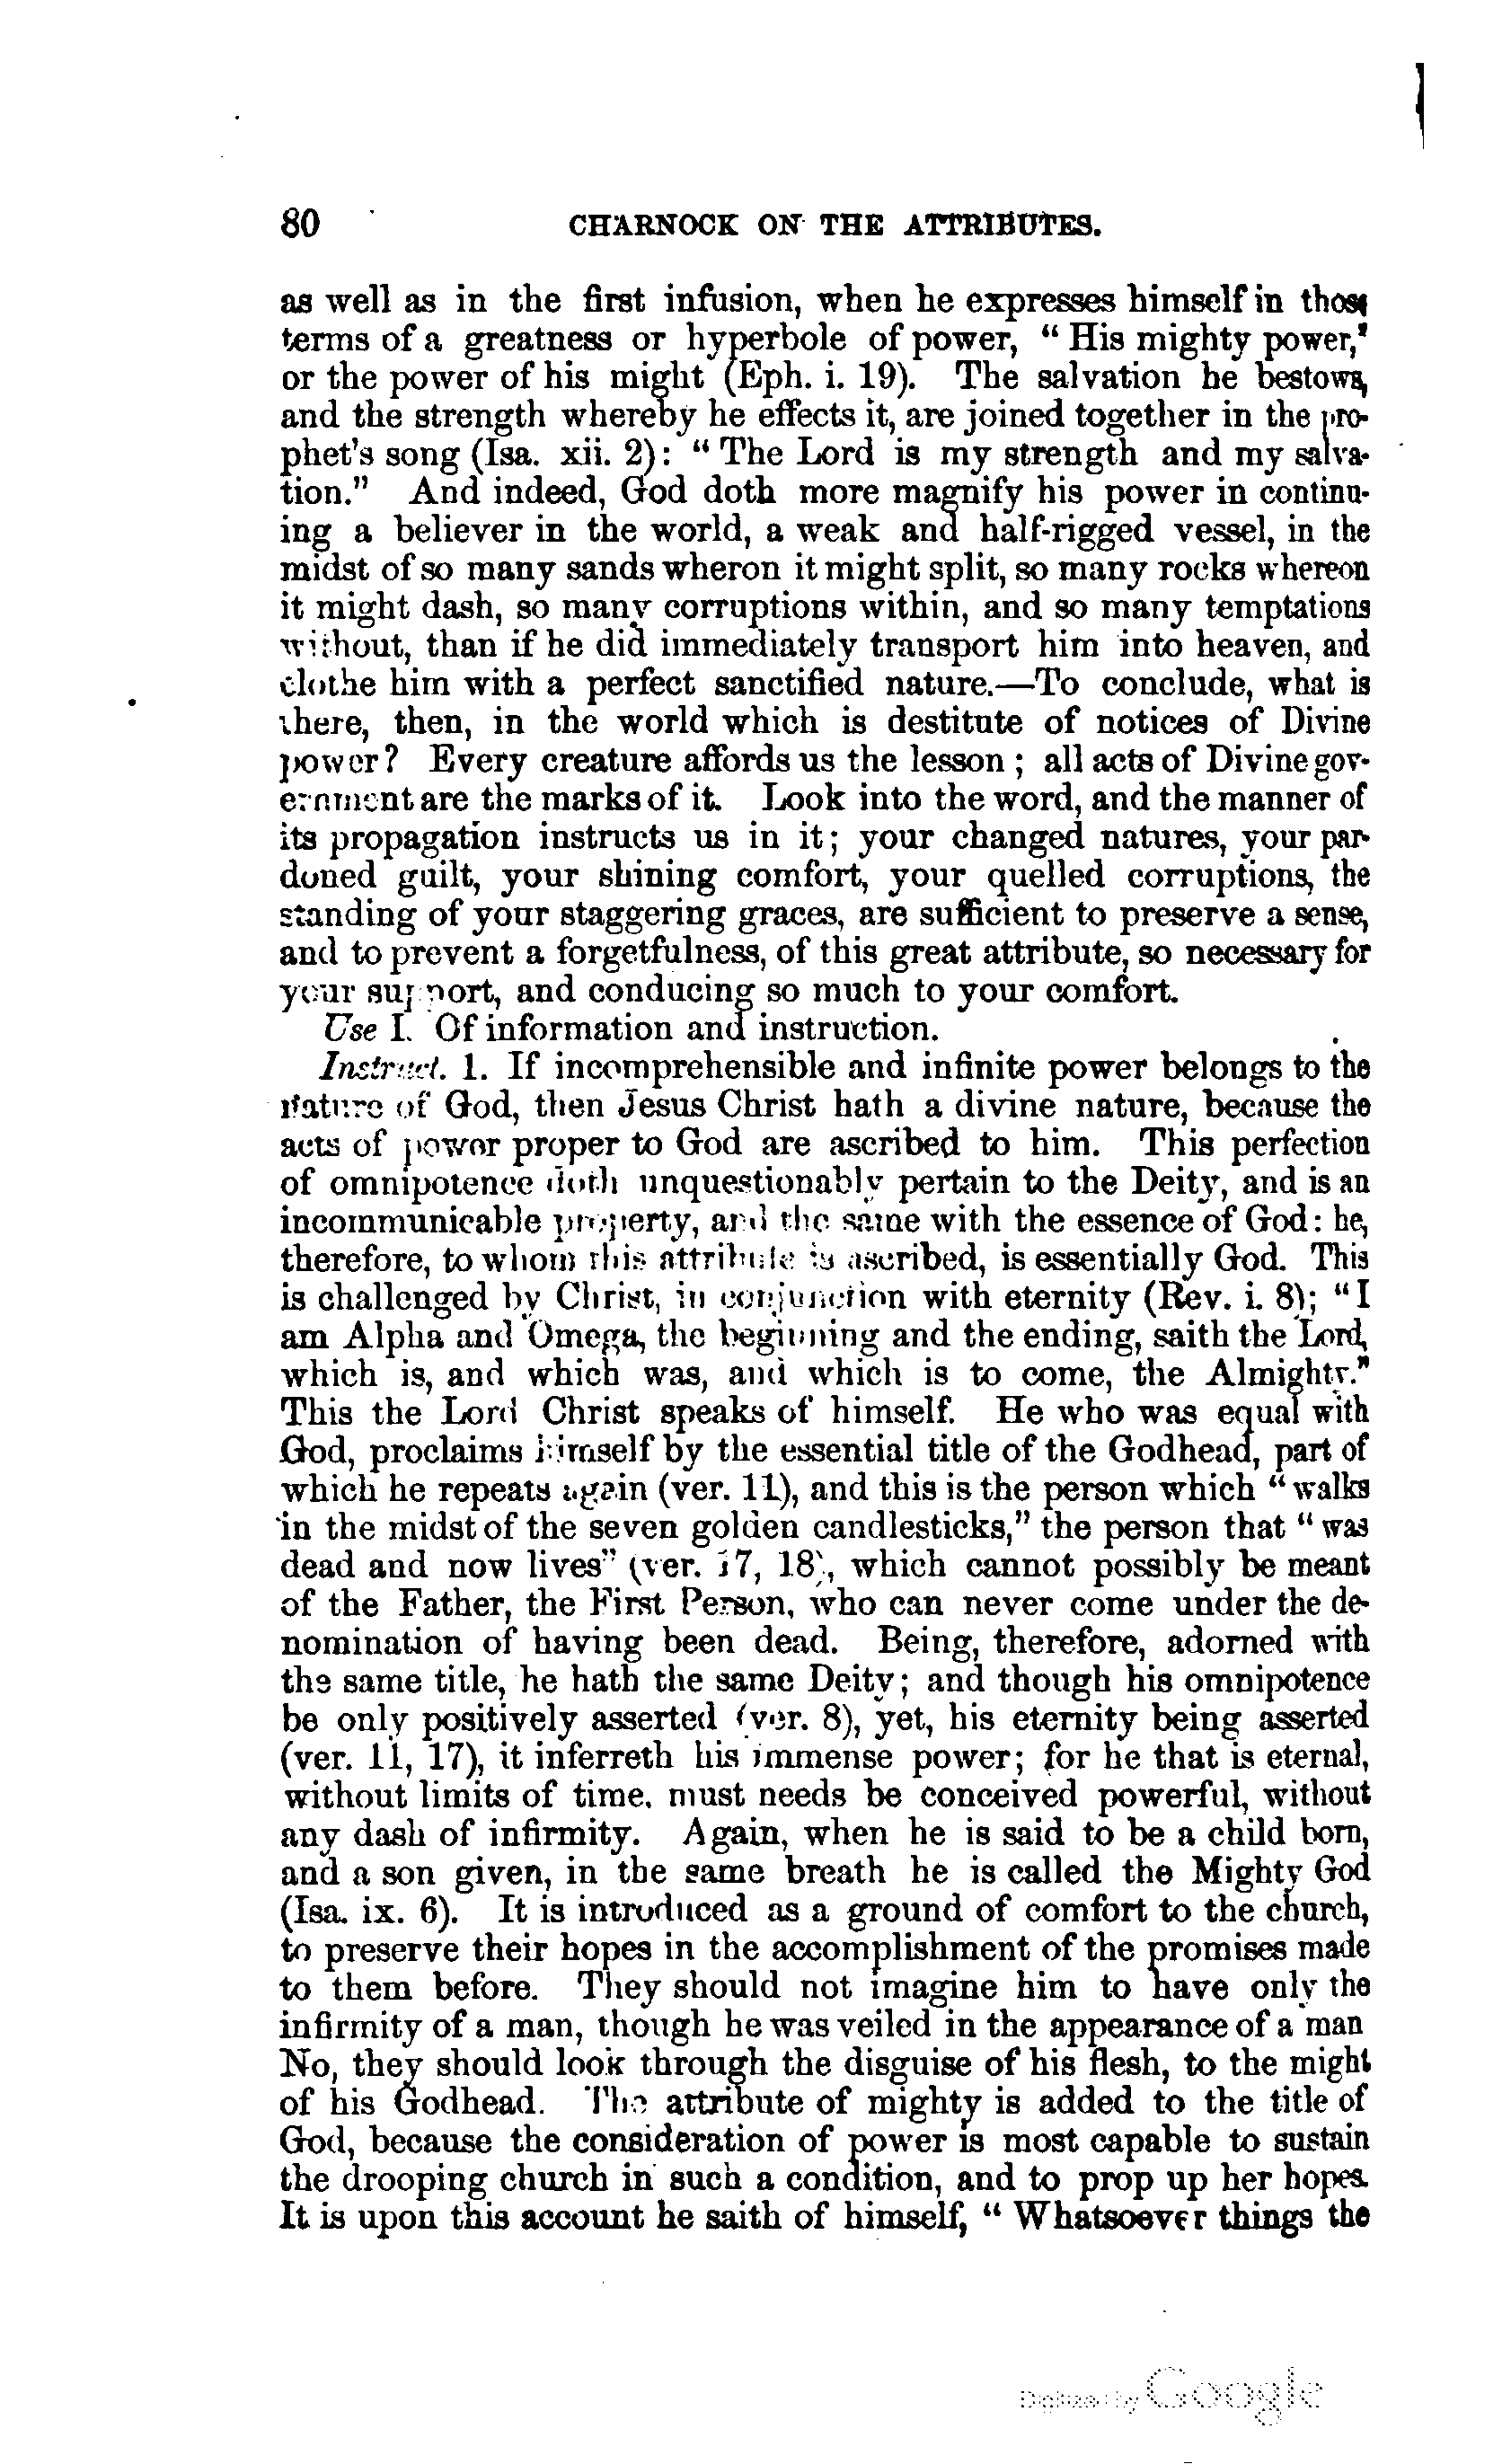 80 CHARNOCK ON THE ATTRIBUTES.
as well as in the first infusion, when he expresses himself in those
terms of a greatness or hyperbole of power, “ His mighty power,”
or the power of his might (Eph. i. 19). The salvation he bestows,
and the strength whereby he effects it, are joined together in the pro-
phet's song (Isa. xii. 2): “ The Lord is my strength and my salva-
tion.” And indeed, God doth more magnify his power in continu-
ing a believer in the world, a weak and half-rigged vessel, in the
midst of so many sands wheron it might split, so many rocks whereon
it might dash, so many corruptions within, and so many temptations
without, than if he did immediately transport him into heaven, and
clothe him with a perfect sanctified nature.—To conclude, what is
there, then, in the world which is destitute of notices of Divine
power? Every creature affords us the lesson ; all acts of Divine gov-
ernment are the marks of it. Look into the word, and the manner of
its propagation instructs us in it; your changed natures, your par-
doned guilt, your shining comfort, your quelled corruptions, the
standing of your staggering graces, are sufficient to preserve a sense,
and to prevent a forgetfulness, of this great attribute, so necessary for
your support, and conducing so much to your comfort.
Use I. Of information and instruction.
Instruct. 1. If incomprehensible and infinite power belongs to the
nature of God, then Jesus Christ hath a divine nature, because the
acts of power proper to God are ascribed to him. This perfection
of omnipotence doth unquestionably pertain to the Deity, and is an
incommunicable property, and the same with the essence of God: he,
therefore, to whom this attribute is ascribed, is essentially God. This
is challenged by Christ, in conjunction with eternity (Rev. i. 8); “I
am Alpha and Omega, the beginning and the ending, saith the Lord,
which is, and which was, and which is to come, the Almighty.”
This the Lord Christ speaks of himself. He who was equal with
God, proclaims himself by the essential title of the Godhead, part of
which he repeats again (ver. 11), and this is the person which “walks
in the midst of the seven golden candlesticks,” the person that “ was
dead and now lives” (ver. 17, 18), which cannot possibly be meant
of the Father, the First Person, who can never come under the de-
nomination of having been dead. Being, therefore, adorned with
the same title, he hath the same Deity; and though his omnipotence
be only positively asserted (ver. 8), yet, his eternity being asserted
(ver. 11, 17), it inferreth his immense power; for he that is eternal,
without limits of time, must needs be conceived powerful, without
any dash of infirmity. Again, when he is said to be a child born,
and a son given, in the same breath he is called the Mighty God
(Isa. ix. 6). It is introduced as a ground of comfort to the church,
to preserve their hopes in the accomplishment of the promises made
to them before. They should not imagine him to have only the
infirmity of a man, though he was veiled in the appearance of a man
No, they should look through the disguise of his flesh, to the might
of his Godhead. The attribute of mighty is added to the title of
God, because the consideration of power is most capable to sustain
the drooping church in such a condition, and to prop up her hopes.
It is upon this account he saith of himself, “ Whatsoever things the
Digitized by Google